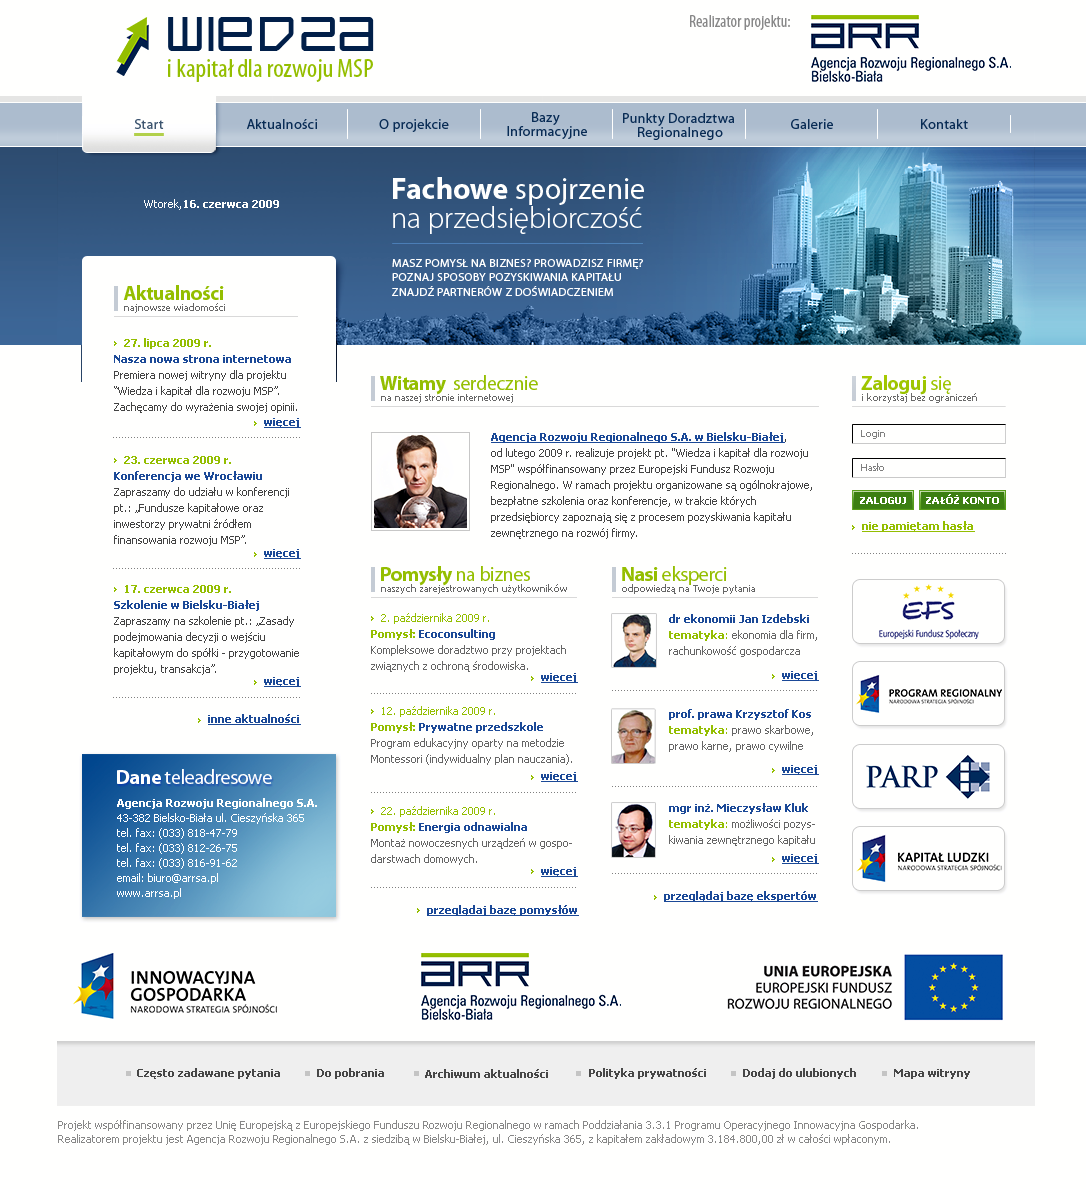 WIEDZA
i kapitał dla rozwoju MSP
Realizator projektu:
ARR
Agencja Rozwoju Regionalnego S.A.
Bielsko-Biała
Start
Aktualności
O projekcie
Bazy
Informacyjne
Punkty Doradztwa
Regionalnego
Galerie
Kontakt
Wtorek, 16. czerwca 2009
Fachowe spojrzenie
na przedsiębiorczość
MASZ POMYSŁ NA BIZNES? PROWADZISZ FIRMĘ?
POZNAJ SPOSOBY POZYSKIWANIA KAPITAŁU
ZNAJDŹ PARTNERÓW Z DOŚWIADCZENIEM
Aktualności
najnowsze wiadomości
27. lipca 2009 r.
Nasza nowa strona internetowa
Premiera nowej witryny dla projektu
"Wiedza i kapitał dla rozwoju MSP".
Zachęcamy do wyrażenia swojej opinii.
więcej
23. czerwca 2009 r.
Konferencja we Wrocławiu
Zapraszamy do udziału w konferencji
pt.: „Fundusze kapitałowe oraz
inwestorzy prywatni źródłem
finansowania rozwoju MSP”.
więcej
17. czerwca 2009 r.
Szkolenie w Bielsku-Białej
Zapraszamy na szkolenie pt.: „Zasady
podejmowania decyzji o wejściu
kapitałowym do spółki - przygotowanie
projektu, transakcja”.
więcej
inne aktualności
Dane teleadresowe
Agencja Rozwoju Regionalnego S.A.
43-382 Bielsko-Biała ul. Cieszyńska 365
tel. fax: (033) 818-47-79
tel. fax: (033) 812-26-75
tel. fax: (033) 816-91-62
email: biuro@arrsa.pl
www.arrsa.pl
Witamy serdecznie
na naszej stronie internetowej
Agencja Rozwoju Regionalnego S.A. w Bielsku-Białej,
od lutego 2009 r. realizuje projekt pt. "Wiedza i kapitał dla rozwoju
MSP" współfinansowany przez Europejski Fundusz Rozwoju
Regionalnego. W ramach projektu organizowane są ogólnokrajowe,
bezpłatne szkolenia oraz konferencje, w trakcie których
przedsiębiorcy zapoznają się z procesem pozyskiwania kapitału
zewnętrznego na rozwój firmy.
Pomysły na biznes
naszych zarejestrowanych użytkowników
2. października 2009 r.
Pomysł: Ecoconsulting
Kompleksowe doradztwo przy projektach
związnych z ochroną środowiska.
więcej
12. października 2009 r.
Pomysł: Prywatne przedszkole
Program edukacyjny oparty na metodzie
Montessori (indywidualny plan nauczania).
więcej
22. października 2009 r.
Pomysł: Energia odnawialna
Montaż nowoczesnych urządzeń w gospo-
darstwach domowych.
więcej
przeglądaj bazę pomysłów
Nasi eksperci
odpowiedzą na Twoje pytania
dr ekonomii Jan Izdebski
tematyka: ekonomia dla firm,
rachunkowość gospodarcza
więcej
prof. prawa Krzysztof Kos
tematyka: prawo skarbowe,
prawo karne, prawo cywilne
więcej
mgr inż. Mieczysław Kluk
tematyka: możliwości pozys-
kiwania zewnętrznego kapitału
więcej
przeglądaj bazę ekspertów
Zaloguj się
i korzystaj bez ograniczeń
Login
Hasło
ZALOGUJ
ZAŁÓŻ KONTO
nie pamiętam hasła
EFS
Europejski Fundusz Społeczny
PROGRAM REGIONALNY
NARODOWA STRATEGIA SPÓJNOŚCI
PARP
KAPITAŁ LUDZKI
NARODOWA STRATEGIA SPÓJNOŚCI
INNOWACYJNA
GOSPODARKA
NARODOWA STRATEGIA SPÓJNOŚCI
ARR
Agencja Rozwoju Regionalnego S.A.
Bielsko-Biała
UNIA EUROPEJSKA
EUROPEJSKI FUNDUSZ
ROZWOJU REGIONALNEGO
Często zadawane pytania
Do pobrania
Archiwum aktualności
Polityka prywatności
Dodaj do ulubionych
Mapa witryny
Projekt współfinansowany przez Unię Europejską z Europejskiego Funduszu Rozwoju Regionalnego w ramach Poddziałania 3.3.1 Programu Operacyjnego Innowacyjna Gospodarka.
Realizatorem projektu jest Agencja Rozwoju Regionalnego S.A. z siedzibą w Bielsku-Białej, ul. Cieszyńska 365, z kapitałem zakładowym 3.184.800,00 zł w całości wpłaconym.